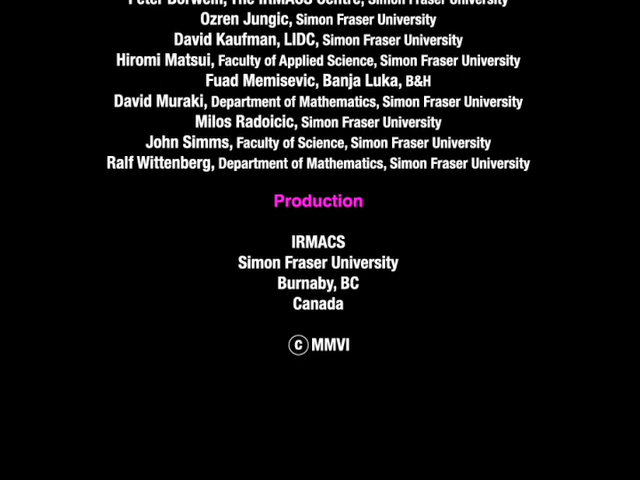 Peter Borwein, The IRMACS Centre, Simon Fraser University
Ozren Jungic, Simon Fraser University
David Kaufman, LIDC, Simon Fraser University
Hiromi Matsui, Faculty of Applied Science, Simon Fraser University
Fuad Memisevic, Banja Luka, B&H
David Muraki, Department of Mathematics, Simon Fraser University
Milos Radoicic, Simon Fraser University
John Simms, Faculty of Science, Simon Fraser University
Ralf Wittenberg, Department of Mathematics, Simon Fraser University
Production
IRMACS
Simon Fraser University
Burnaby, BC
Canada
© MMVI